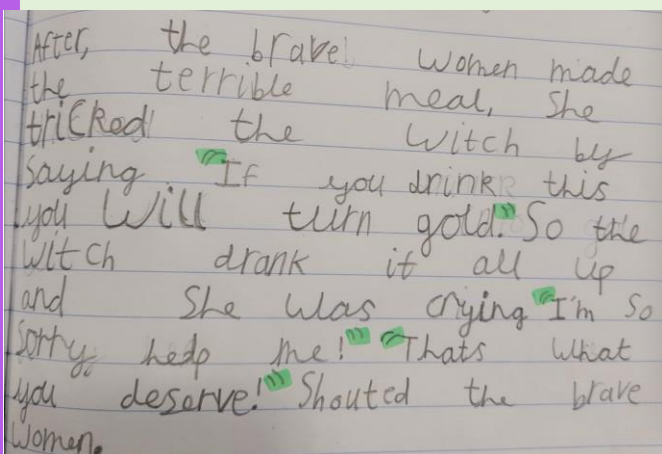 After, the brave women made
the terrible meal, She
tricked the witch by
saying "If you drink this
you Will turn gold." So the
witch drank it all up
and She was crying "I'm so
sorry, help me!" "Thats what
you deserve!" Shouted the brave
women.